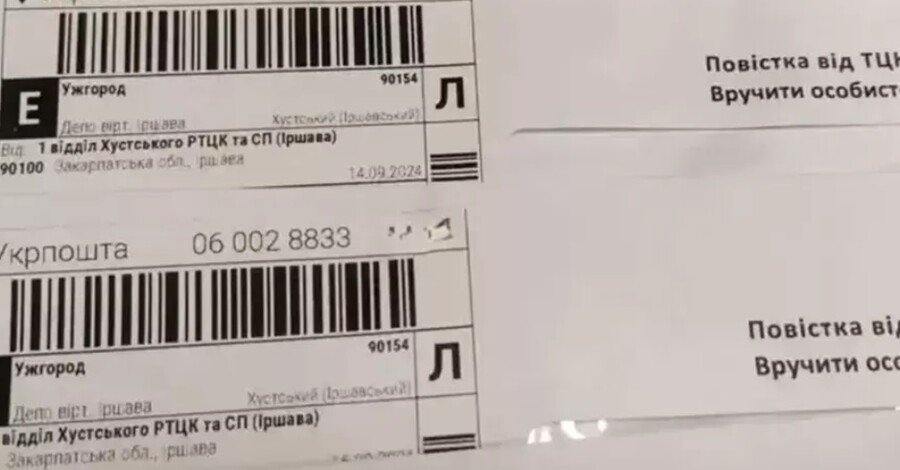 Ужгород
90154
Е
Л
Депо вірт. Іршава
Хустський (Іршавський)
Від: 1 відділ Хустського РТЦК та СП (Іршава)
90100 Закарпатська обл., Іршава
14.09.2024
Повістка від ТЦК
Вручити особист
Укрпошта 06 002 8833
Ужгород
90154
Л
Депо вірт. Іршава
Хустський (Іршавський)
відділ Хустського РТЦК та СП (Іршава)
Закарпатська обл., Іршава
Повістка від
Вручити осо